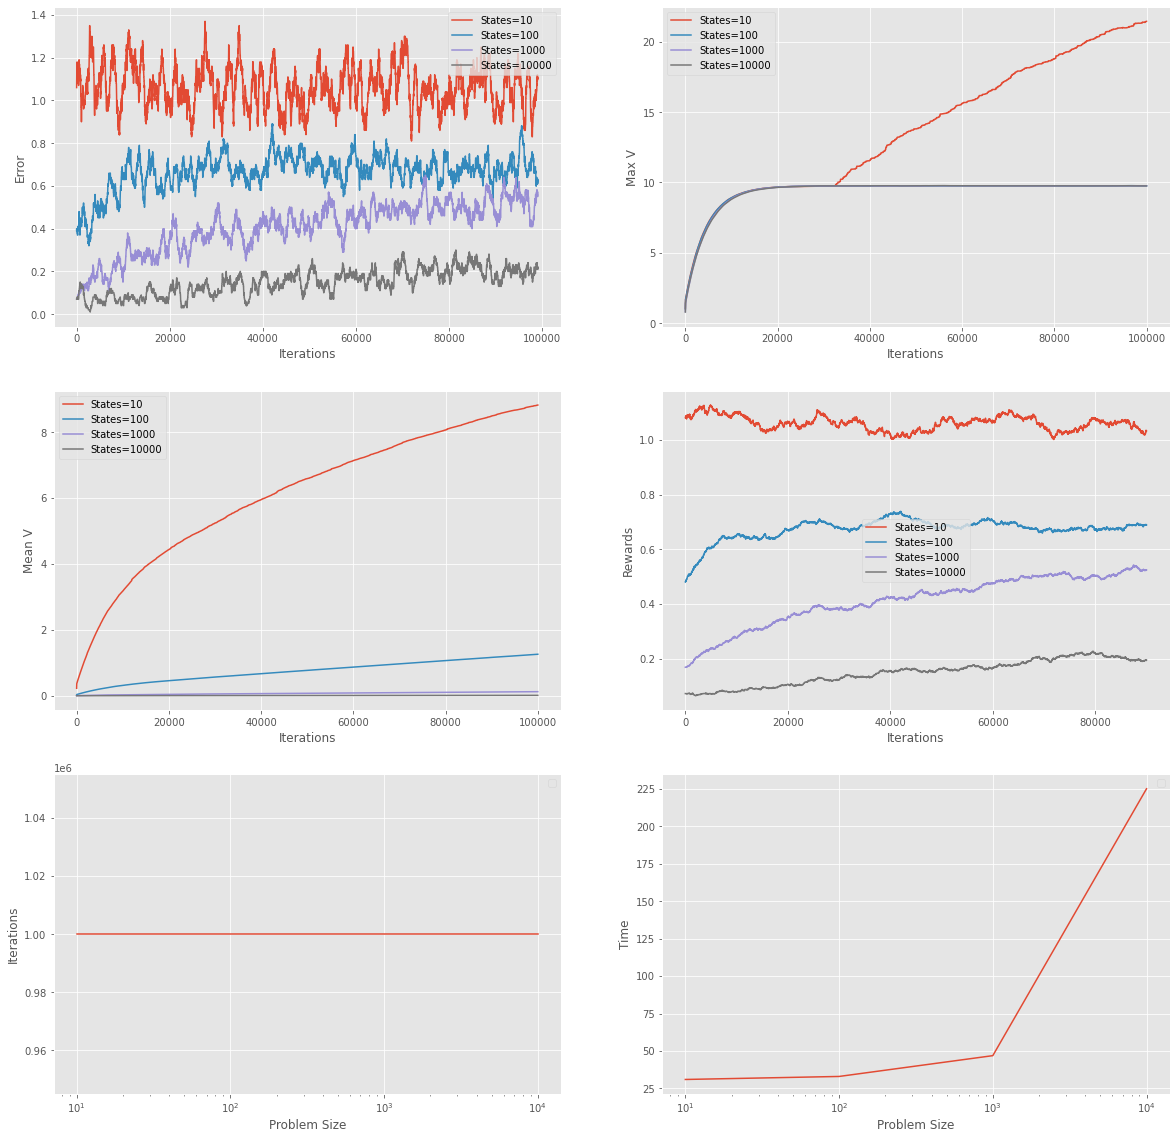 1.4
1.2
1.0
0.8
0.6
0.4
0.2
0.0
Error
States=10
States=100
States=1000
States=10000
0 20000 40000 60000 80000 100000
Iterations
20
15
10
5
0
Max V
States=10
States=100
States=1000
States=10000
0 20000 40000 60000 80000 100000
Iterations
8
6
4
2
0
Mean V
States=10
States=100
States=1000
States=10000
0 20000 40000 60000 80000 100000
Iterations
1.0
0.8
0.6
0.4
0.2
Rewards
States=10
States=100
States=1000
States=10000
0 20000 40000 60000 80000
Iterations
1e6
1.04
1.02
1.00
0.98
0.96
Iterations
10¹ 10² 10³ 10⁴
Problem Size
225
200
175
150
125
100
75
50
25
Time
10¹ 10² 10³ 10⁴
Problem Size